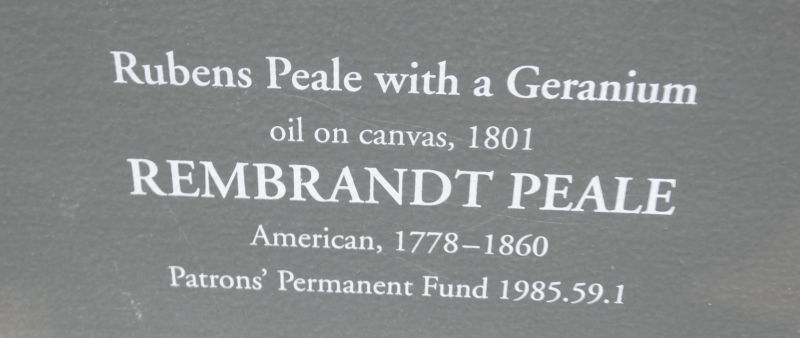 Rubens Peale with a Geranium
oil on canvas, 1801
REMBRANDT PEALE
American, 1778–1860
Patrons’ Permanent Fund 1985.59.1